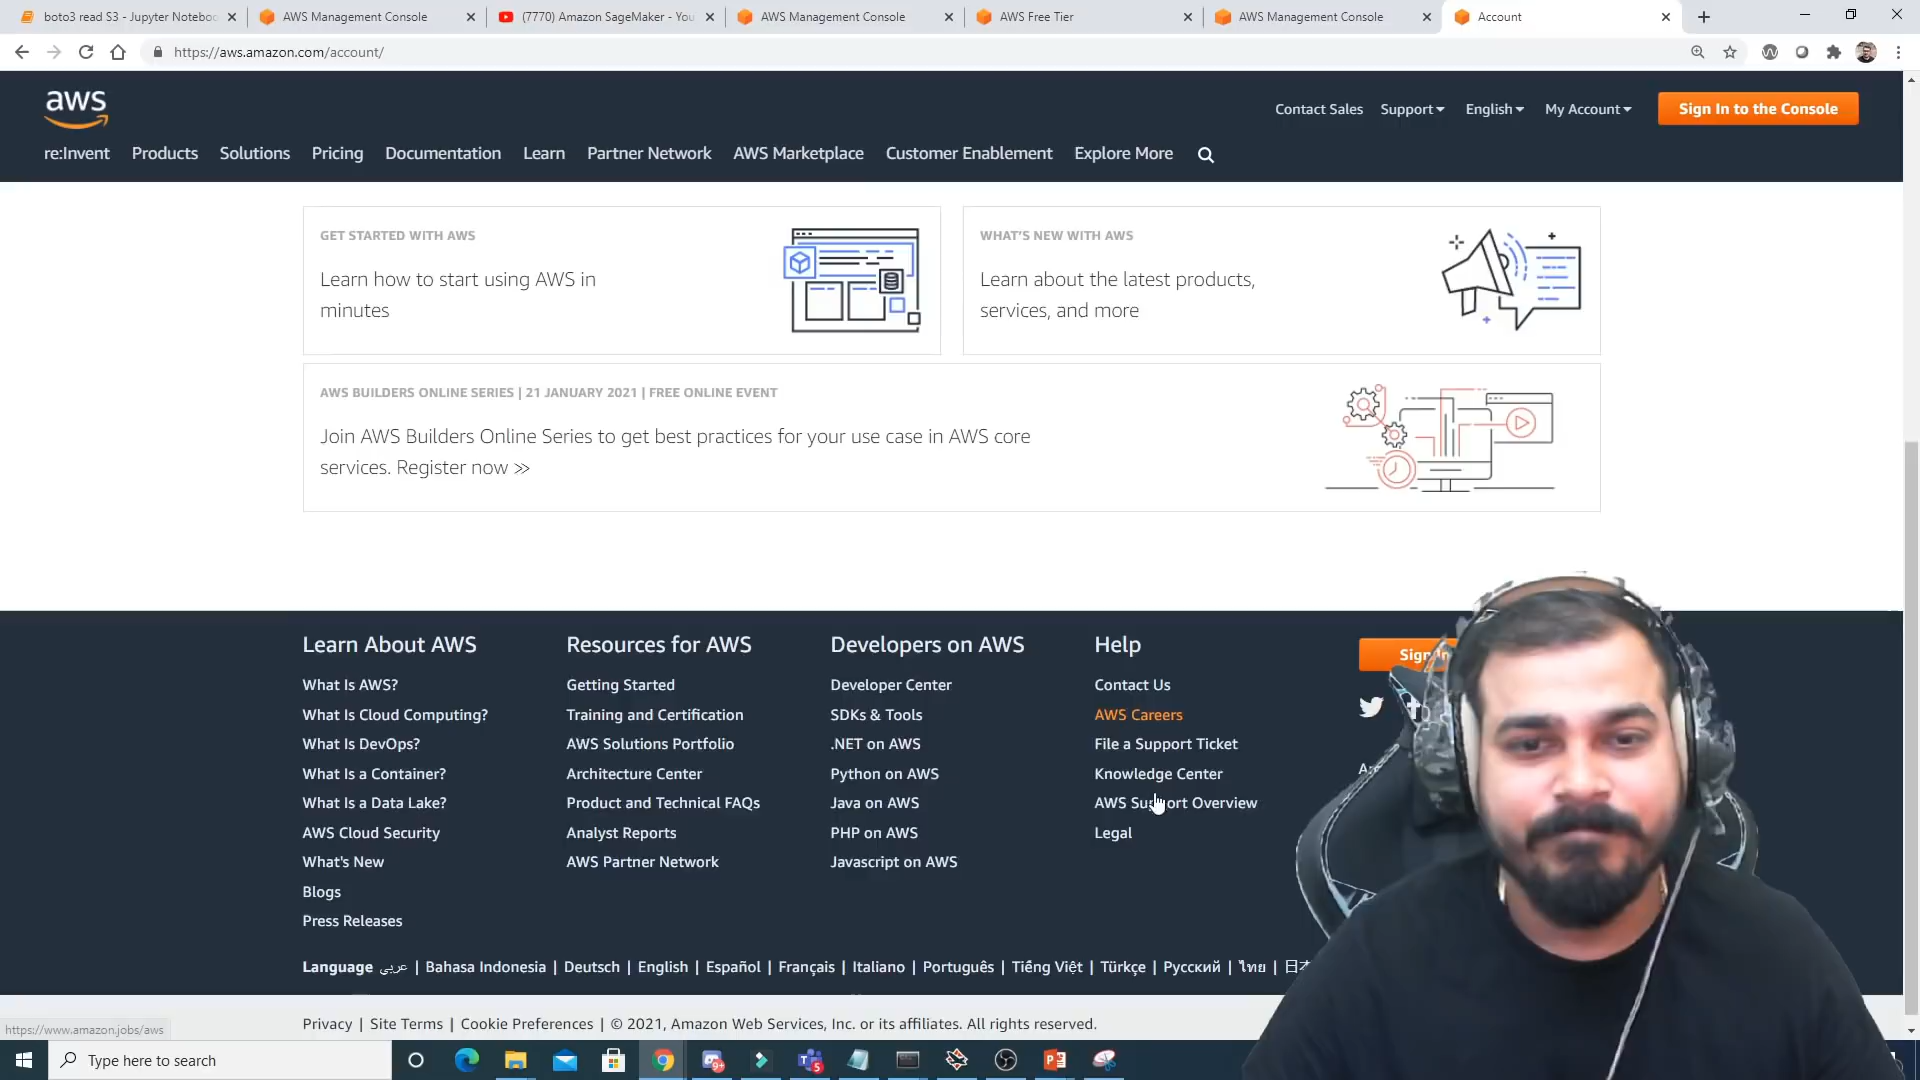 boto3 read S3 - Jupyter Noteboo
AWS Management Console
(7770) Amazon SageMaker - You
AWS Management Console
AWS Free Tier
AWS Management Console
Account
https://aws.amazon.com/account/
aws
Contact Sales Support English My Account Sign In to the Console
re:Invent Products Solutions Pricing Documentation Learn Partner Network AWS Marketplace Customer Enablement Explore More
GET STARTED WITH AWS
Learn how to start using AWS in
minutes
WHAT'S NEW WITH AWS
Learn about the latest products,
services, and more
AWS BUILDERS ONLINE SERIES | 21 JANUARY 2021 | FREE ONLINE EVENT
Join AWS Builders Online Series to get best practices for your use case in AWS core
services. Register now >>
Learn About AWS
What Is AWS?
What Is Cloud Computing?
What Is DevOps?
What Is a Container?
What Is a Data Lake?
AWS Cloud Security
What's New
Blogs
Press Releases
Resources for AWS
Getting Started
Training and Certification
AWS Solutions Portfolio
Architecture Center
Product and Technical FAQs
Analyst Reports
AWS Partner Network
Developers on AWS
Developer Center
SDKs & Tools
.NET on AWS
Python on AWS
Java on AWS
PHP on AWS
Javascript on AWS
Help
Contact Us
AWS Careers
File a Support Ticket
Knowledge Center
AWS Support Overview
Legal
Sign In
Language عربي | Bahasa Indonesia | Deutsch | English | Español | Français | Italiano | Português | Tiếng Việt | Türkçe | Ρусский | ไทย | 日本
Privacy | Site Terms | Cookie Preferences | © 2021, Amazon Web Services, Inc. or its affiliates. All rights reserved.
https://www.amazon.jobs/aws
Type here to search